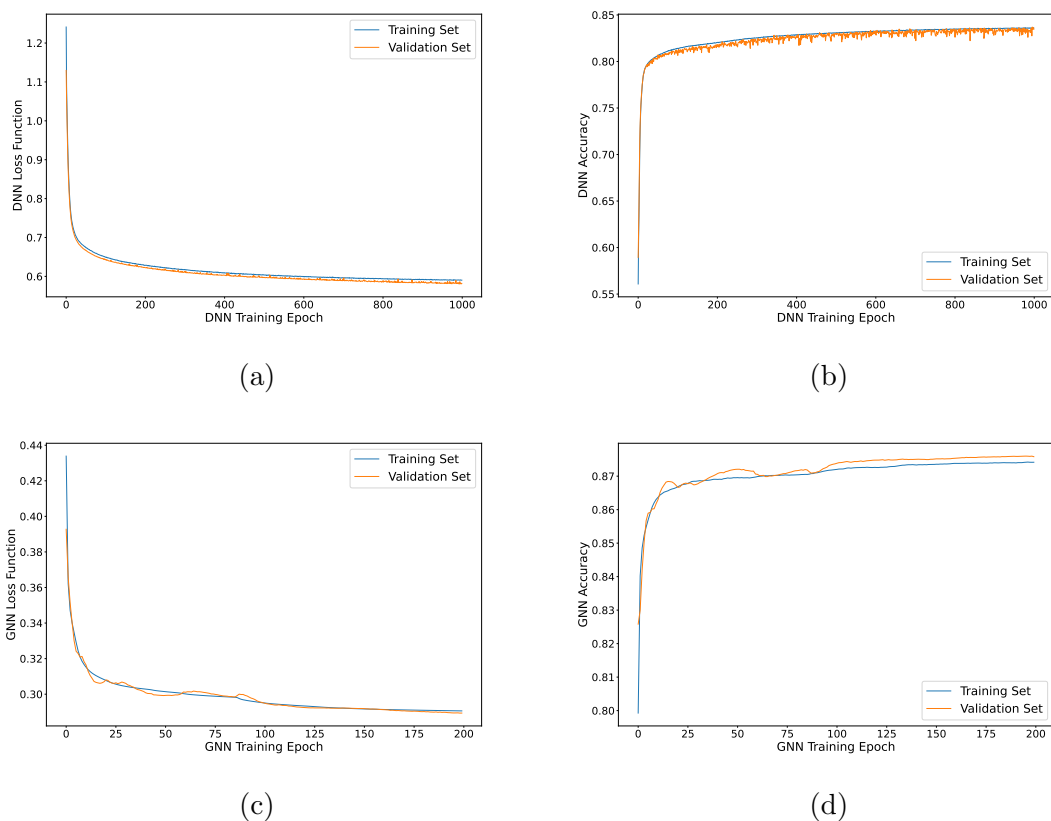 1.2
1.1
1.0
0.9
0.8
0.7
0.6
DNN Loss Function
Training Set
Validation Set
0 200 400 600 800 1000
DNN Training Epoch
(a)
0.85
0.80
0.75
0.70
0.65
0.60
0.55
DNN Accuracy
Training Set
Validation Set
0 200 400 600 800 1000
DNN Training Epoch
(b)
0.44
0.42
0.40
0.38
0.36
0.34
0.32
0.30
GNN Loss Function
Training Set
Validation Set
0 25 50 75 100 125 150 175 200
GNN Training Epoch
(c)
0.87
0.86
0.85
0.84
0.83
0.82
0.81
0.80
GNN Accuracy
Training Set
Validation Set
0 25 50 75 100 125 150 175 200
GNN Training Epoch
(d)